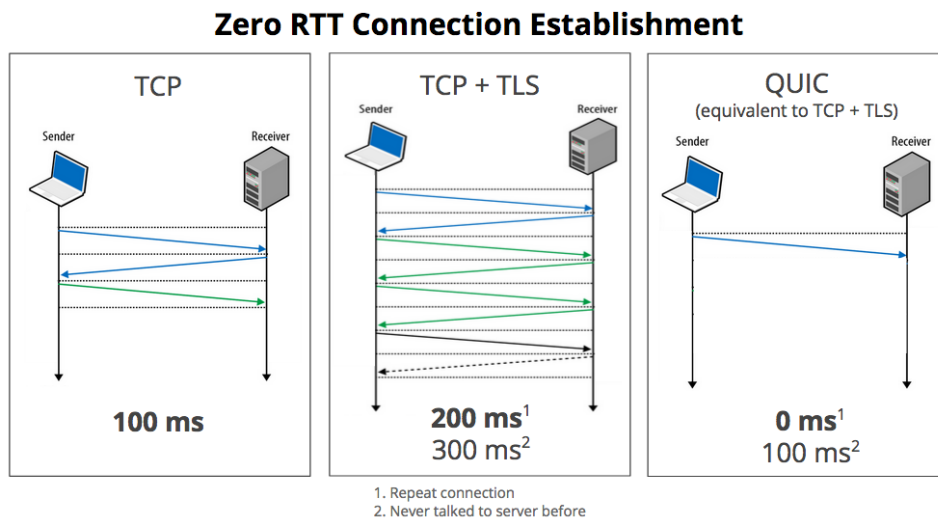 Zero RTT Connection Establishment
TCP
Sender
Receiver
100 ms
TCP + TLS
Sender
Receiver
200 ms¹
300 ms²
QUIC
(equivalent to TCP + TLS)
Sender
Receiver
0 ms¹
100 ms²
1. Repeat connection
2. Never talked to server before